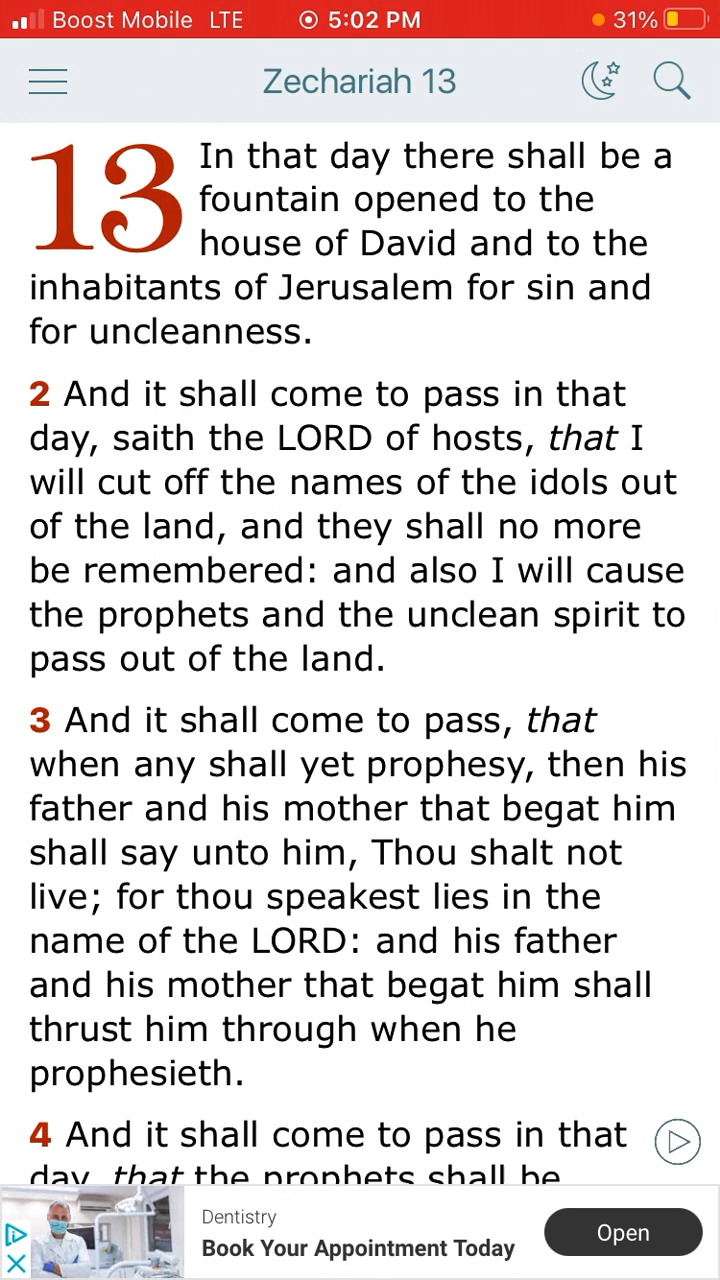 Boost Mobile LTE 5:02 PM 31%
Zechariah 13
13 In that day there shall be a
fountain opened to the
house of David and to the
inhabitants of Jerusalem for sin and
for uncleanness.
2 And it shall come to pass in that
day, saith the LORD of hosts, that I
will cut off the names of the idols out
of the land, and they shall no more
be remembered: and also I will cause
the prophets and the unclean spirit to
pass out of the land.
3 And it shall come to pass, that
when any shall yet prophesy, then his
father and his mother that begat him
shall say unto him, Thou shalt not
live; for thou speakest lies in the
name of the LORD: and his father
and his mother that begat him shall
thrust him through when he
prophesieth.
4 And it shall come to pass in that
day, that the prophets shall be
Dentistry
Book Your Appointment Today
Open